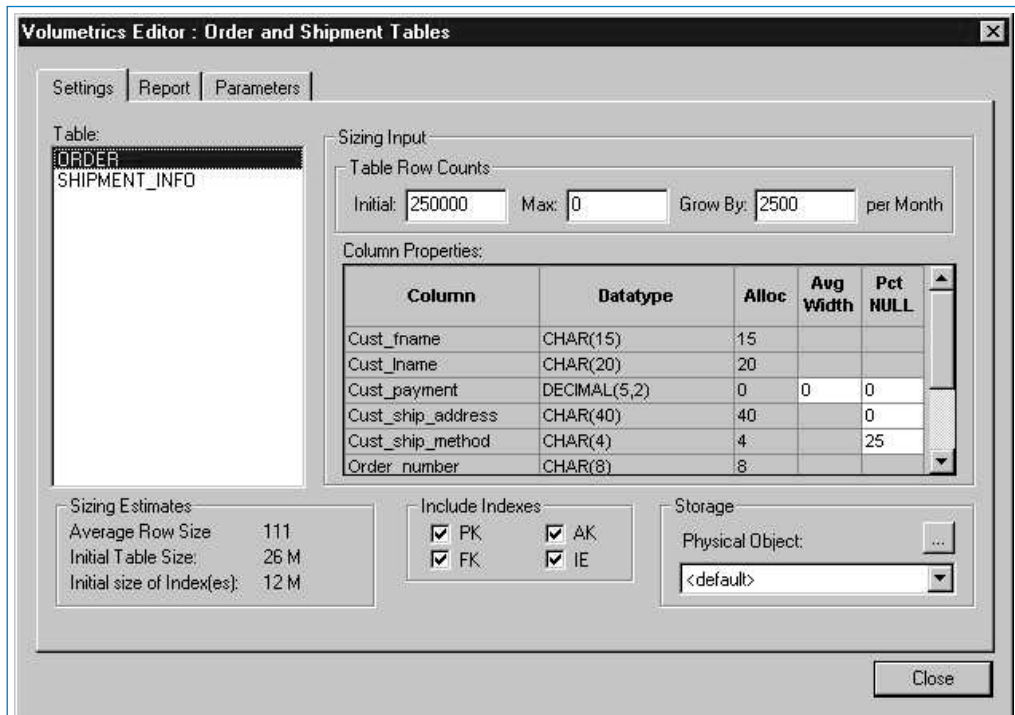 Volumetrics Editor : Order and Shipment Tables
Settings Report Parameters
Table:
ORDER
SHIPMENT_INFO
Sizing Input
Table Row Counts
Initial: 250000 Max: 0 Grow By: 2500 per Month
Column Properties:
Column Datatype Alloc Avg Width Pct NULL
Cust_fname CHAR(15) 15
Cust_lname CHAR(20) 20
Cust_payment DECIMAL(5,2) 0 0 0
Cust_ship_address CHAR(40) 40 0
Cust_ship_method CHAR(4) 4 25
Order_number CHAR(8) 8
Sizing Estimates
Average Row Size 111
Initial Table Size: 26 M
Initial size of Index(es): 12 M
Include Indexes
PK AK
FK IE
Storage
Physical Object: ...
<default>
Close